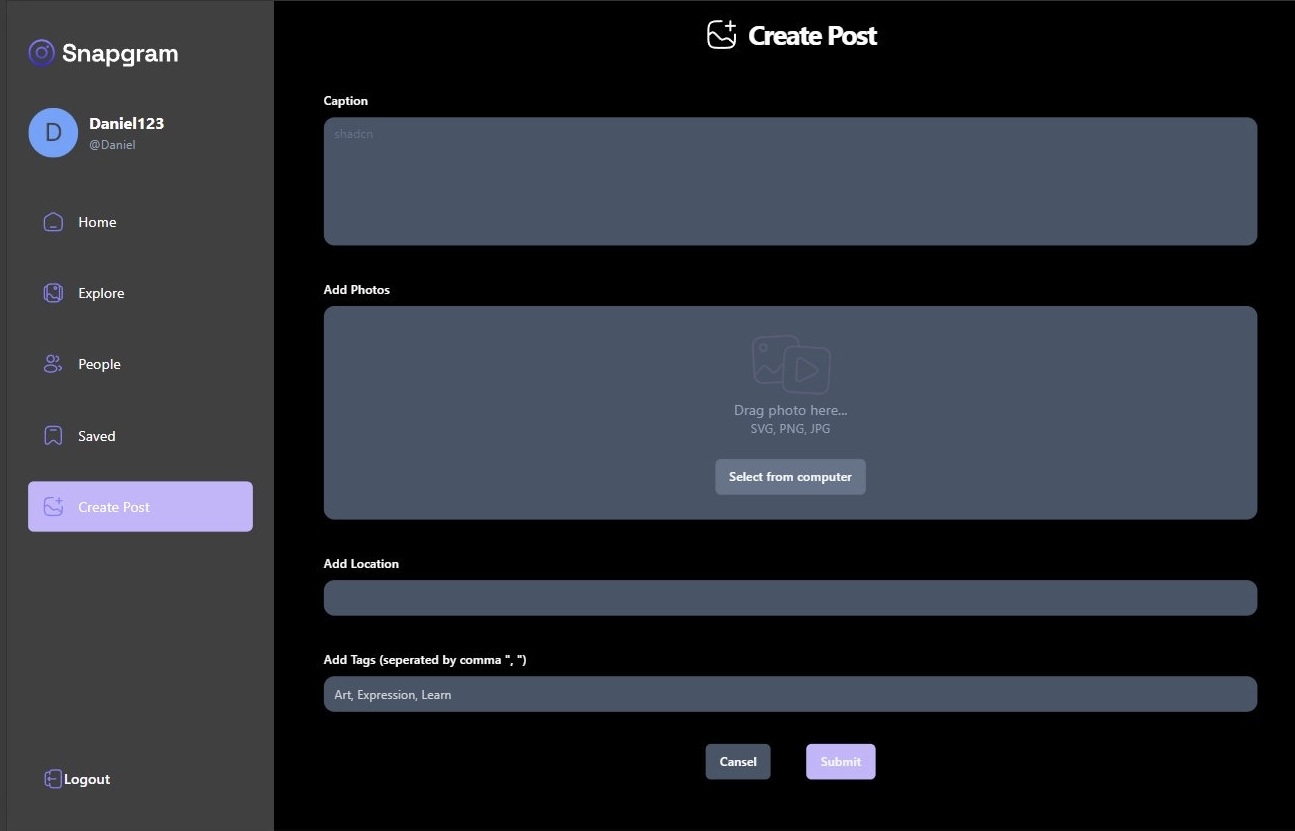 Snapgram
D
Daniel123
@Daniel
Home
Explore
People
Saved
Create Post
Logout
Create Post
Caption
shadcn
Add Photos
Drag photo here...
SVG, PNG, JPG
Select from computer
Add Location
Add Tags (seperated by comma ", ")
Art, Expression, Learn
Cansel
Submit